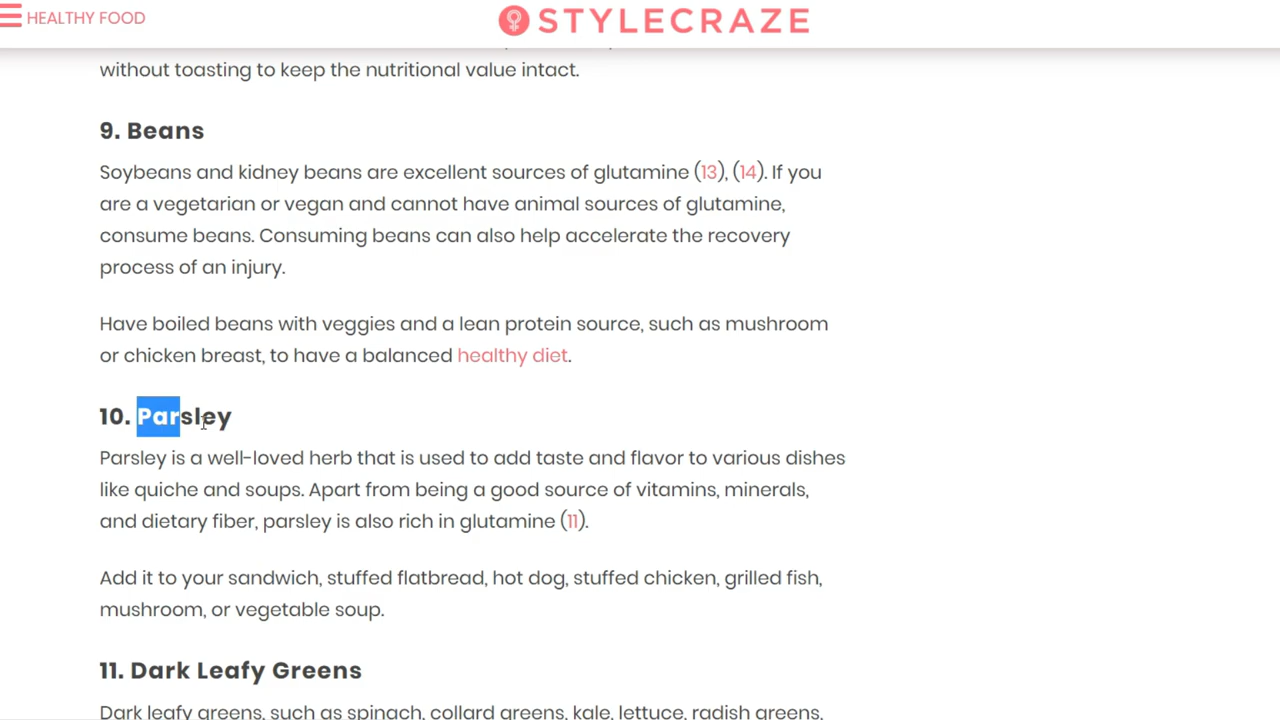 HEALTHY FOOD
STYLECRAZE
without toasting to keep the nutritional value intact.
9. Beans
Soybeans and kidney beans are excellent sources of glutamine (13), (14). If you
are a vegetarian or vegan and cannot have animal sources of glutamine,
consume beans. Consuming beans can also help accelerate the recovery
process of an injury.
Have boiled beans with veggies and a lean protein source, such as mushroom
or chicken breast, to have a balanced healthy diet.
10. Parsley
Parsley is a well-loved herb that is used to add taste and flavor to various dishes
like quiche and soups. Apart from being a good source of vitamins, minerals,
and dietary fiber, parsley is also rich in glutamine (11).
Add it to your sandwich, stuffed flatbread, hot dog, stuffed chicken, grilled fish,
mushroom, or vegetable soup.
11. Dark Leafy Greens
Dark leafy greens, such as spinach, collard greens, kale, lettuce, radish greens,